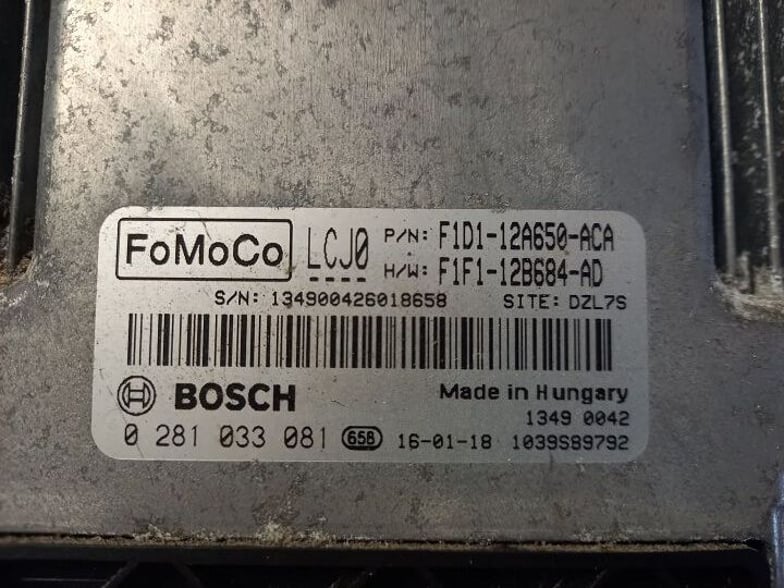 FoMoCo LCJ0 P/N: F1D1-12A650-ACA
H/W: F1F1-12B684-AD
S/N: 134900426018658 SITE: DZL7S
BOSCH Made in Hungary
1349 0042
0 281 033 081 658 16-01-18 1039S89792